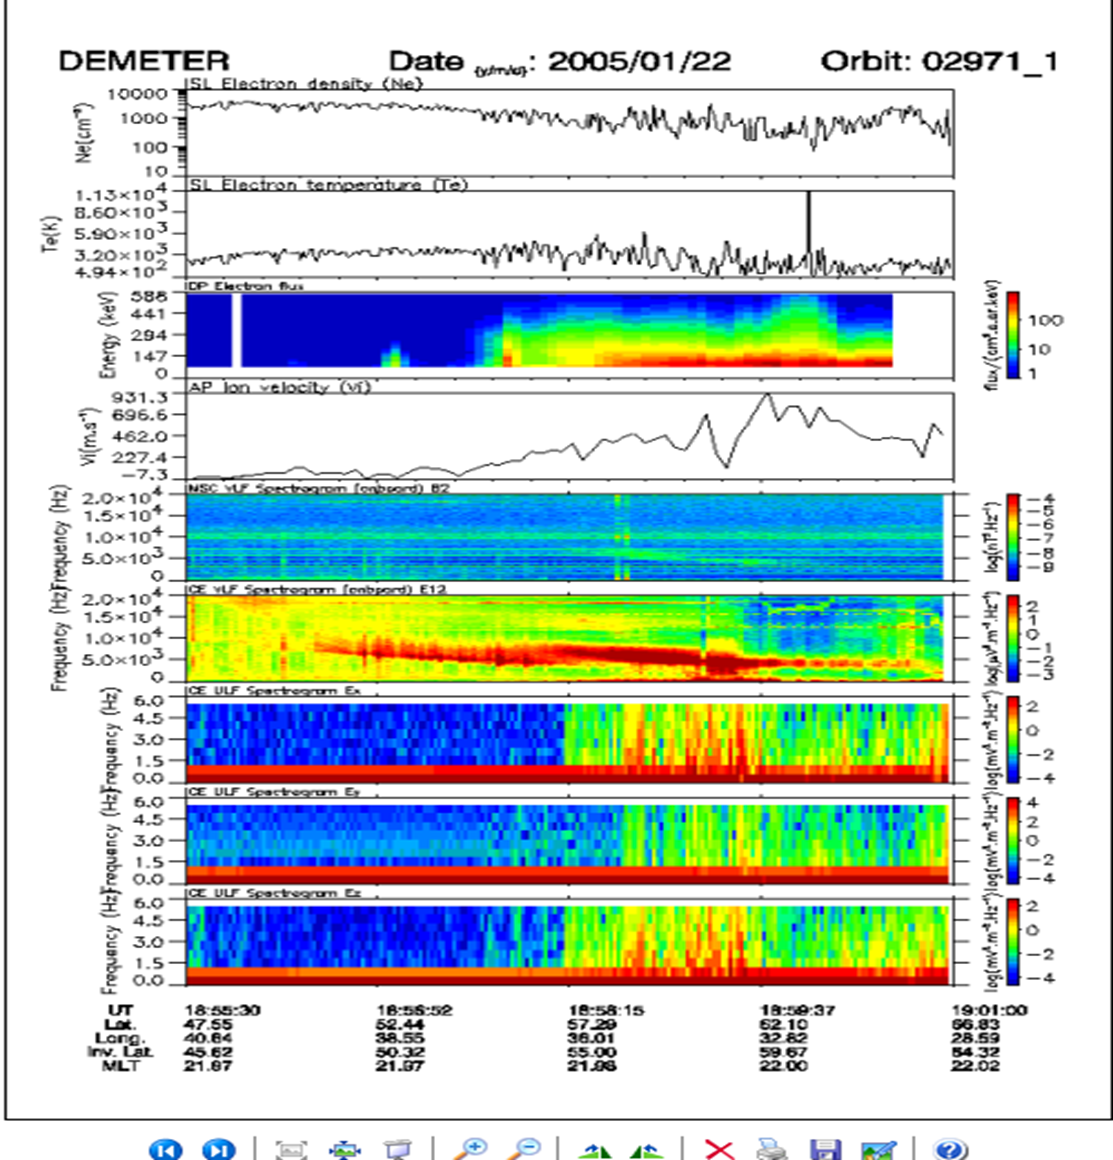 DEMETER Date (y/m/d): 2005/01/22 Orbit: 02971_1
ISL Electron density (Ne)
Ne(cm⁻³)
10000
1000
100
10
ISL Electron temperature (Te)
Te(K)
1.13×10⁴
8.60×10³
5.90×10³
3.20×10³
4.94×10²
IDP Electron flux
Energy (keV)
586
441
294
147
0
100
10
1
IAP Ion velocity (Vi)
Vi(m.s⁻¹)
931.3
696.6
462.0
227.4
−7.3
VLF Spectrogram (onboard) B2
Frequency (Hz)
2.0×10⁴
1.5×10⁴
1.0×10⁴
5.0×10³
0
log(nT².Hz⁻¹)
−4
−5
−6
−7
−8
−9
ICE VLF Spectrogram (onboard) E12
Frequency (Hz)
2.0×10⁴
1.5×10⁴
1.0×10⁴
5.0×10³
0
log(μV².m⁻².Hz⁻¹)
2
1
0
−1
−2
−3
ICE ULF Spectrogram Ex
Frequency (Hz)
6.0
4.5
3.0
1.5
0.0
log(mV².m⁻².Hz⁻¹)
2
0
−2
−4
ICE ULF Spectrogram Ey
Frequency (Hz)
6.0
4.5
3.0
1.5
0.0
log(mV².m⁻².Hz⁻¹)
4
2
0
−2
−4
ICE ULF Spectrogram Ez
Frequency (Hz)
6.0
4.5
3.0
1.5
0.0
log(mV².m⁻².Hz⁻¹)
2
0
−2
−4
UT 18:55:30 18:56:52 18:58:15 18:59:37 19:01:00
Lat. 47.55 52.44 57.29 62.10 66.83
Long. 40.64 38.55 36.01 32.82 28.59
Inv. Lat. 45.62 50.32 55.00 59.67 64.32
MLT 21.97 21.97 21.98 22.00 22.02